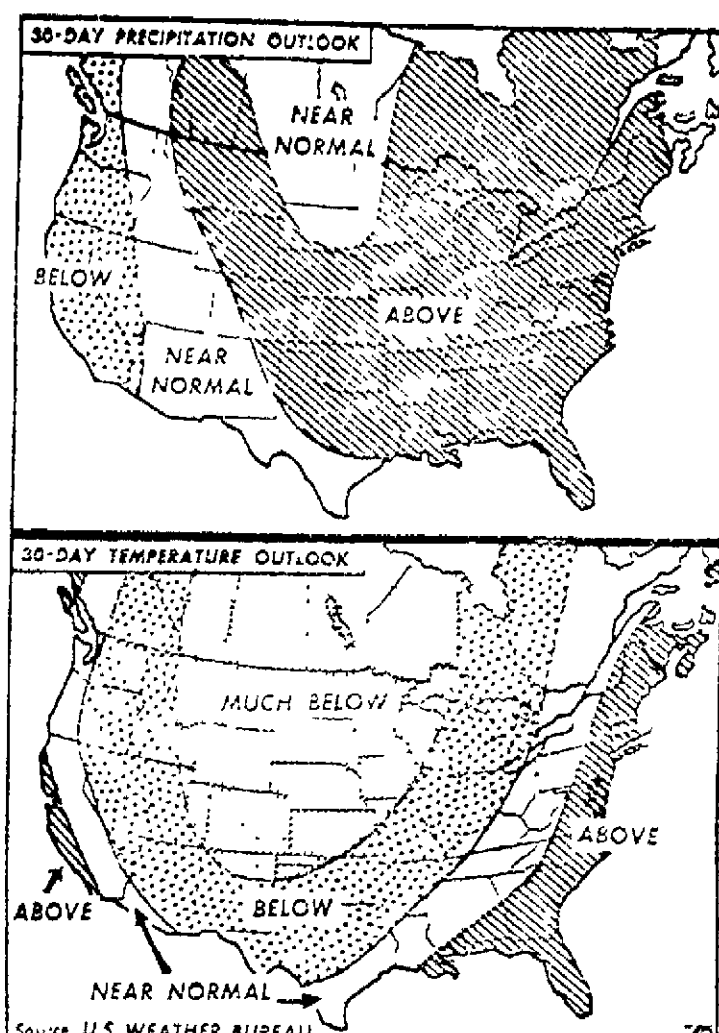 30-DAY PRECIPITATION OUTLOOK
NEAR
NORMAL
BELOW
ABOVE
NEAR
NORMAL
30-DAY TEMPERATURE OUTLOOK
MUCH BELOW
ABOVE
ABOVE
BELOW
NEAR NORMAL
Source U.S. WEATHER BUREAU